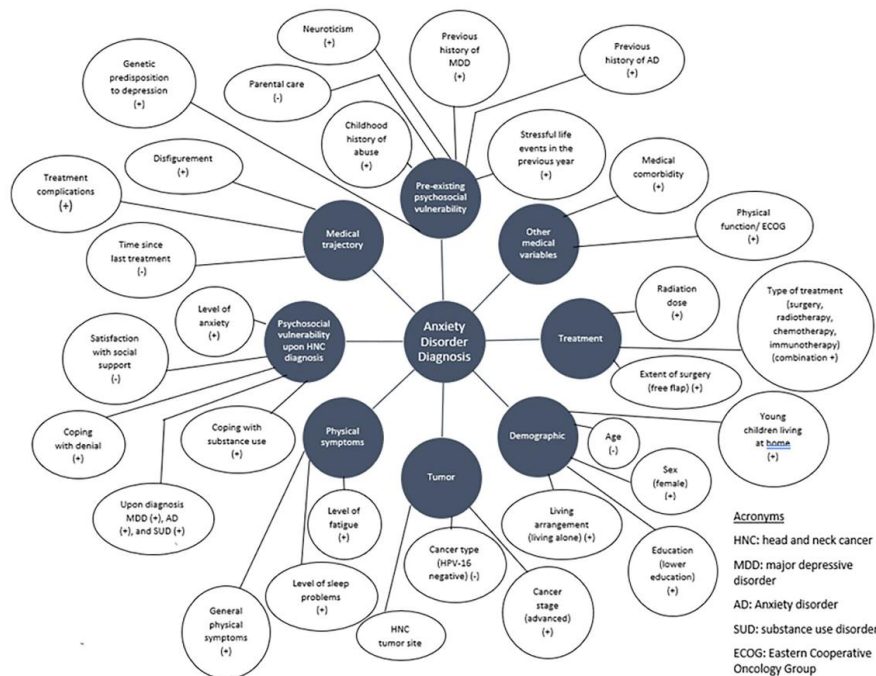 Neuroticism
(+)
Previous
history of
MDD
(+)
Previous
history of AD
(+)
Genetic
predisposition
to depression
(+)
Parental care
(-)
Childhood
history of
abuse
(+)
Stressful life
events in the
previous year
(+)
Medical
comorbidity
(+)
Disfigurement
(+)
Treatment
complications
(+)
Pre-existing
psychosocial
vulnerability
Physical
function/ ECOG
(+)
Medical
trajectory
Other
medical
variables
Time since
last treatment
(-)
Radiation
dose
(+)
Type of treatment
(surgery,
radiotherapy,
chemotherapy,
immunotherapy)
(combination +)
Level of
anxiety
(+)
Psychosocial
vulnerability
upon HNC
diagnosis
Anxiety
Disorder
Diagnosis
Treatment
Satisfaction
with social
support
(-)
Extent of surgery
(free flap) (+)
Coping
with denial
(+)
Coping with
substance use
(+)
Physical
symptoms
Demographic
Age
(-)
Young
children living
at home
(+)
Tumor
Sex
(female)
(+)
Upon diagnosis
MDD (+), AD
(+), and SUD (+)
Level of
fatigue
(+)
Living
arrangement
(living alone) (+)
Cancer type
(HPV-16
negative) (-)
Education
(lower
education)
(+)
General
physical
symptoms
(+)
Level of sleep
problems
(+)
HNC
tumor site
Cancer
stage
(advanced)
(+)
Acronyms
HNC: head and neck cancer
MDD: major depressive
disorder
AD: Anxiety disorder
SUD: substance use disorder
ECOG: Eastern Cooperative
Oncology Group